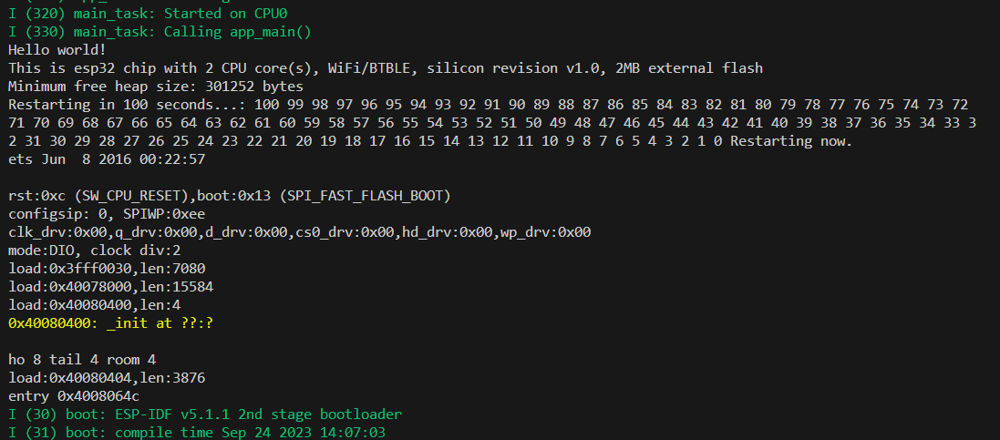 I (320) main_task: Started on CPU0
I (330) main_task: Calling app_main()
Hello world!
This is esp32 chip with 2 CPU core(s), WiFi/BTBLE, silicon revision v1.0, 2MB external flash
Minimum free heap size: 301252 bytes
Restarting in 100 seconds...: 100 99 98 97 96 95 94 93 92 91 90 89 88 87 86 85 84 83 82 81 80 79 78 77 76 75 74 73 72
71 70 69 68 67 66 65 64 63 62 61 60 59 58 57 56 55 54 53 52 51 50 49 48 47 46 45 44 43 42 41 40 39 38 37 36 35 34 33 3
2 31 30 29 28 27 26 25 24 23 22 21 20 19 18 17 16 15 14 13 12 11 10 9 8 7 6 5 4 3 2 1 0 Restarting now.
ets Jun  8 2016 00:22:57
rst:0xc (SW_CPU_RESET),boot:0x13 (SPI_FAST_FLASH_BOOT)
configsip: 0, SPIWP:0xee
clk_drv:0x00,q_drv:0x00,d_drv:0x00,cs0_drv:0x00,hd_drv:0x00,wp_drv:0x00
mode:DIO, clock div:2
load:0x3fff0030,len:7080
load:0x40078000,len:15584
load:0x40080400,len:4
0x40080400: _init at ??:?
ho 8 tail 4 room 4
load:0x40080404,len:3876
entry 0x4008064c
I (30) boot: ESP-IDF v5.1.1 2nd stage bootloader
I (31) boot: compile time Sep 24 2023 14:07:03